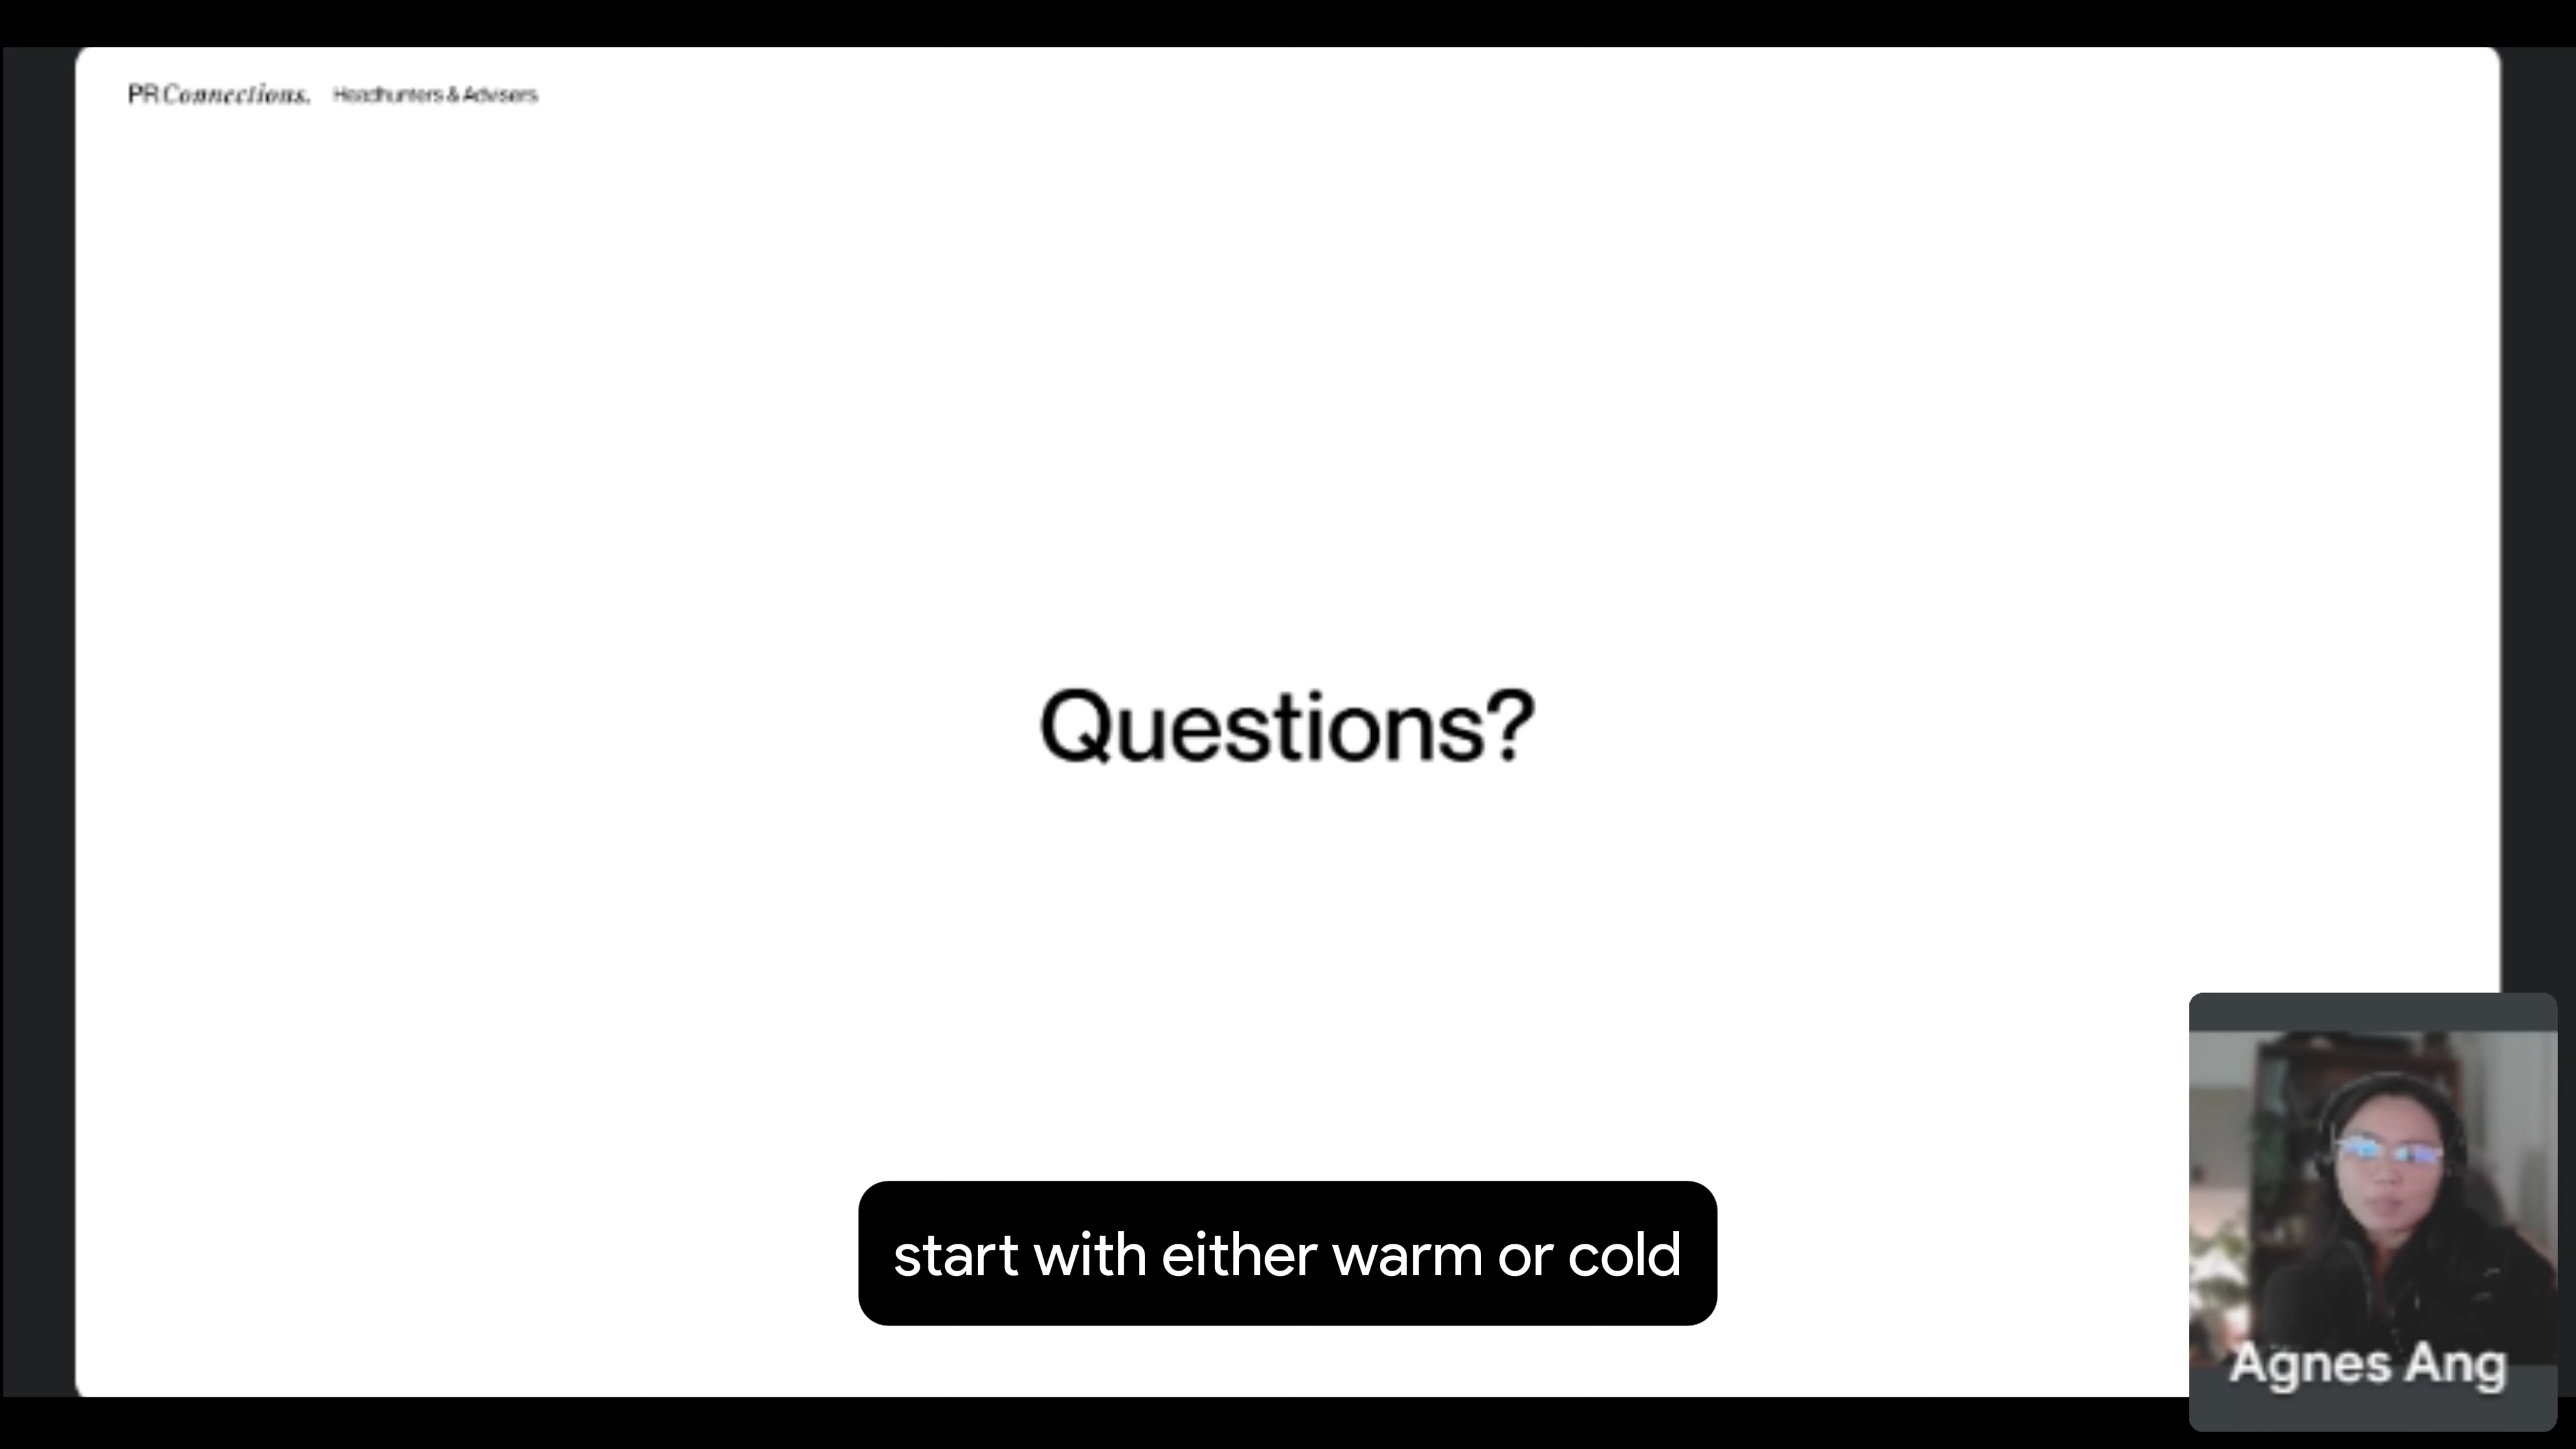 PR Connections. Headhunters & Advisers
Questions?
start with either warm or cold
Agnes Ang